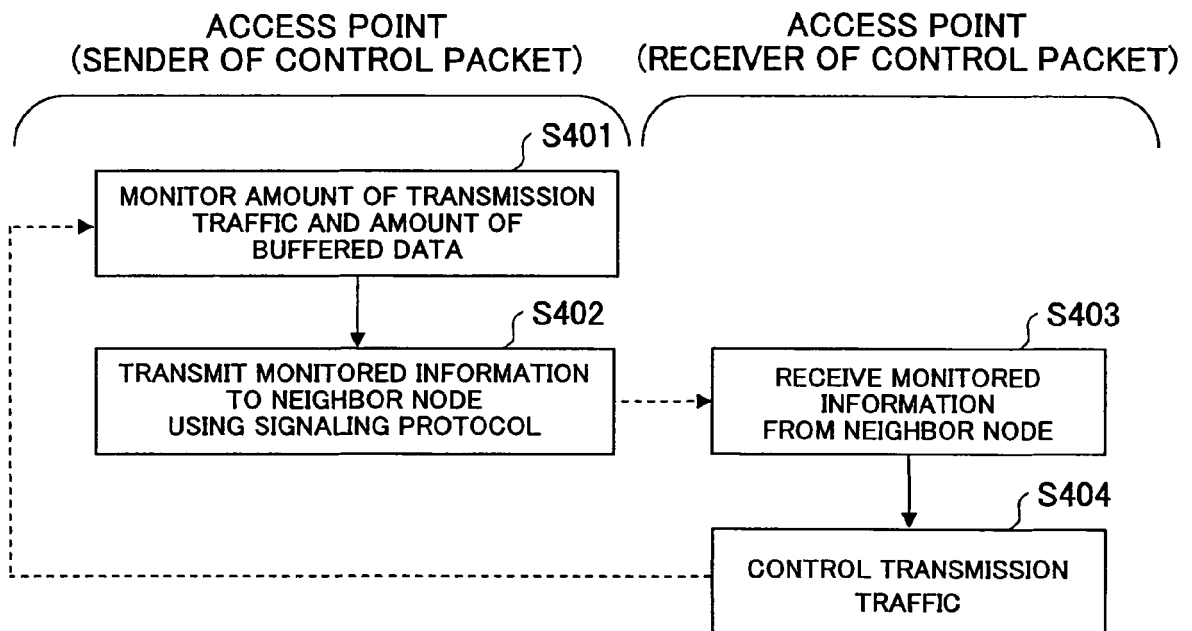 ACCESS POINT
(SENDER OF CONTROL PACKET)
ACCESS POINT
(RECEIVER OF CONTROL PACKET)
S401
MONITOR AMOUNT OF TRANSMISSION
TRAFFIC AND AMOUNT OF
BUFFERED DATA
S402
TRANSMIT MONITORED INFORMATION
TO NEIGHBOR NODE
USING SIGNALING PROTOCOL
S403
RECEIVE MONITORED
INFORMATION
FROM NEIGHBOR NODE
S404
CONTROL TRANSMISSION
TRAFFIC